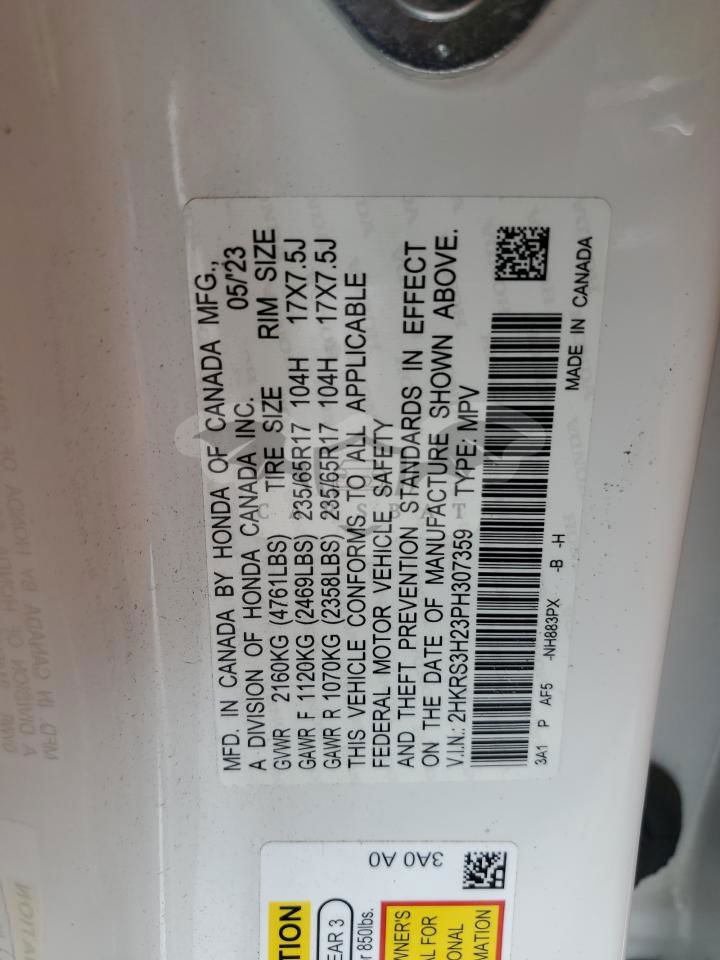 MFD. IN CANADA BY HONDA OF CANADA MFG.,
A DIVISION OF HONDA CANADA INC. 05/'23
GVWR 2160KG (4761LBS) TIRE SIZE RIM SIZE
GAWR F 1120KG (2469LBS) 235/65R17 104H 17X7.5J
GAWR R 1070KG (2358LBS) 235/65R17 104H 17X7.5J
THIS VEHICLE CONFORMS TO ALL APPLICABLE
FEDERAL MOTOR VEHICLE SAFETY
AND THEFT PREVENTION STANDARDS IN EFFECT
ON THE DATE OF MANUFACTURE SHOWN ABOVE.
V.I.N.: 2HKRS3H23PH307359 TYPE: MPV
3A1 P AF5 -NH883PX -B -H
MADE IN CANADA
3A0 A0
TION
EAR 3
r 850lbs.
WNER'S
AL FOR
IONAL
MATION